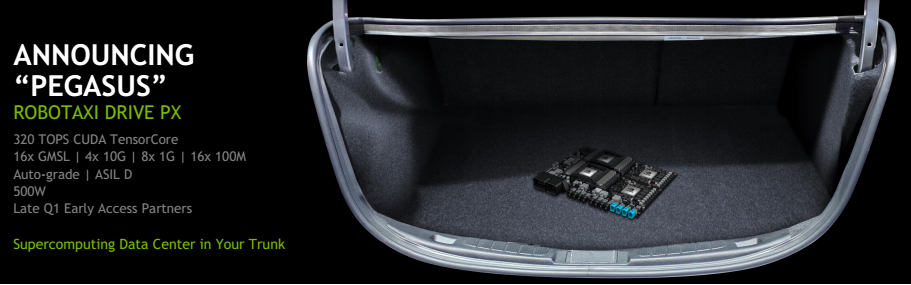 ANNOUNCING
“PEGASUS”
ROBOTAXI DRIVE PX
320 TOPS CUDA TensorCore
16x GMSL | 4x 10G | 8x 1G | 16x 100M
Auto-grade | ASIL D
500W
Late Q1 Early Access Partners
Supercomputing Data Center in Your Trunk